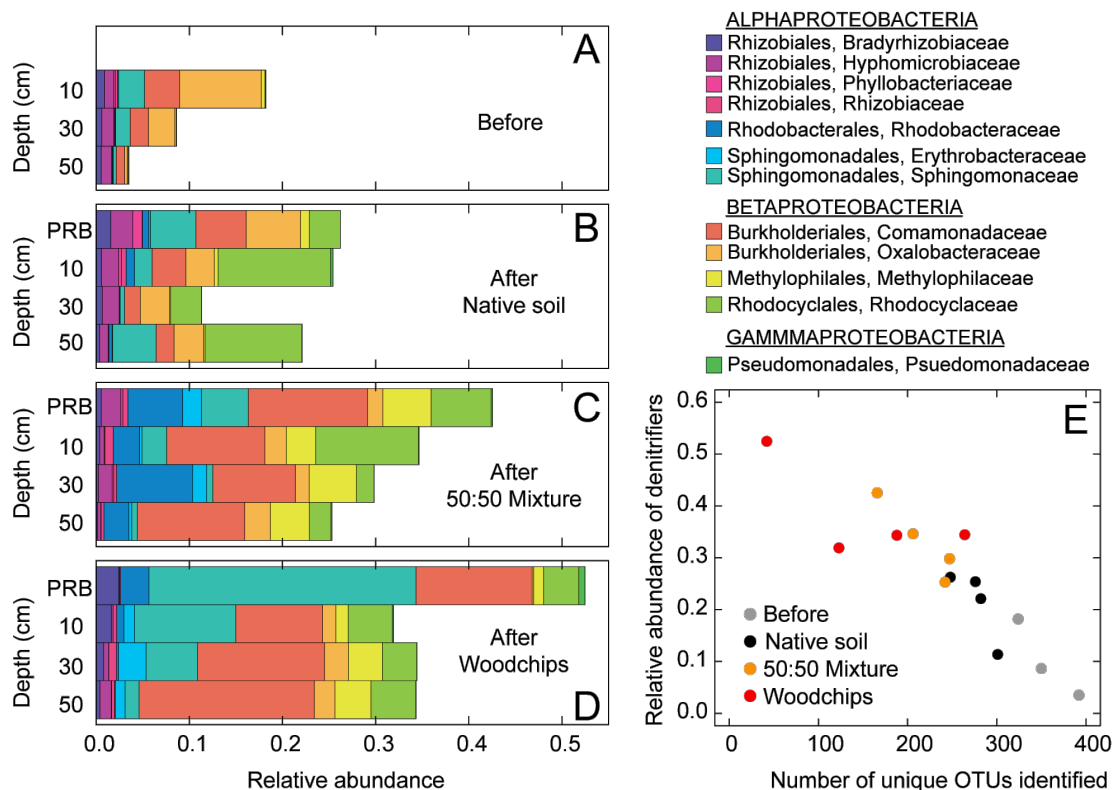 A
Depth (cm)
10
30
50
Before
B
Depth (cm)
PRB
10
30
50
After
Native soil
C
Depth (cm)
PRB
10
30
50
After
50:50 Mixture
D
Depth (cm)
PRB
10
30
50
After
Woodchips
0.0 0.1 0.2 0.3 0.4 0.5
Relative abundance
ALPHAPROTEOBACTERIA
Rhizobiales, Bradyrhizobiaceae
Rhizobiales, Hyphomicrobiaceae
Rhizobiales, Phyllobacteriaceae
Rhizobiales, Rhizobiaceae
Rhodobacterales, Rhodobacteraceae
Sphingomonadales, Erythrobacteraceae
Sphingomonadales, Sphingomonaceae
BETAPROTEOBACTERIA
Burkholderiales, Comamonadaceae
Burkholderiales, Oxalobacteraceae
Methylophilales, Methylophilaceae
Rhodocyclales, Rhodocyclaceae
GAMMMAPROTEOBACTERIA
Pseudomonadales, Psuedomonadaceae
E
Relative abundance of denitrifiers
0.6
0.5
0.4
0.3
0.2
0.1
0.0
Before
Native soil
50:50 Mixture
Woodchips
0 100 200 300 400
Number of unique OTUs identified